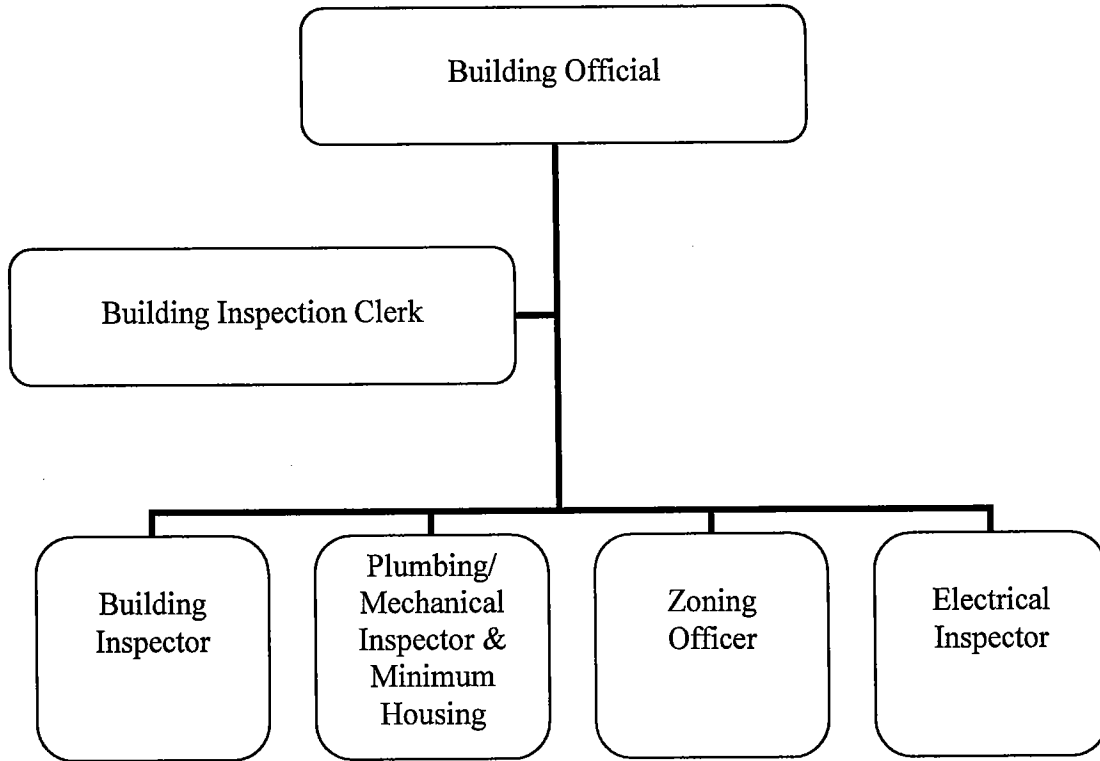 Building Official
Building Inspection Clerk
Building
Inspector
Plumbing/
Mechanical
Inspector &
Minimum
Housing
Zoning
Officer
Electrical
Inspector